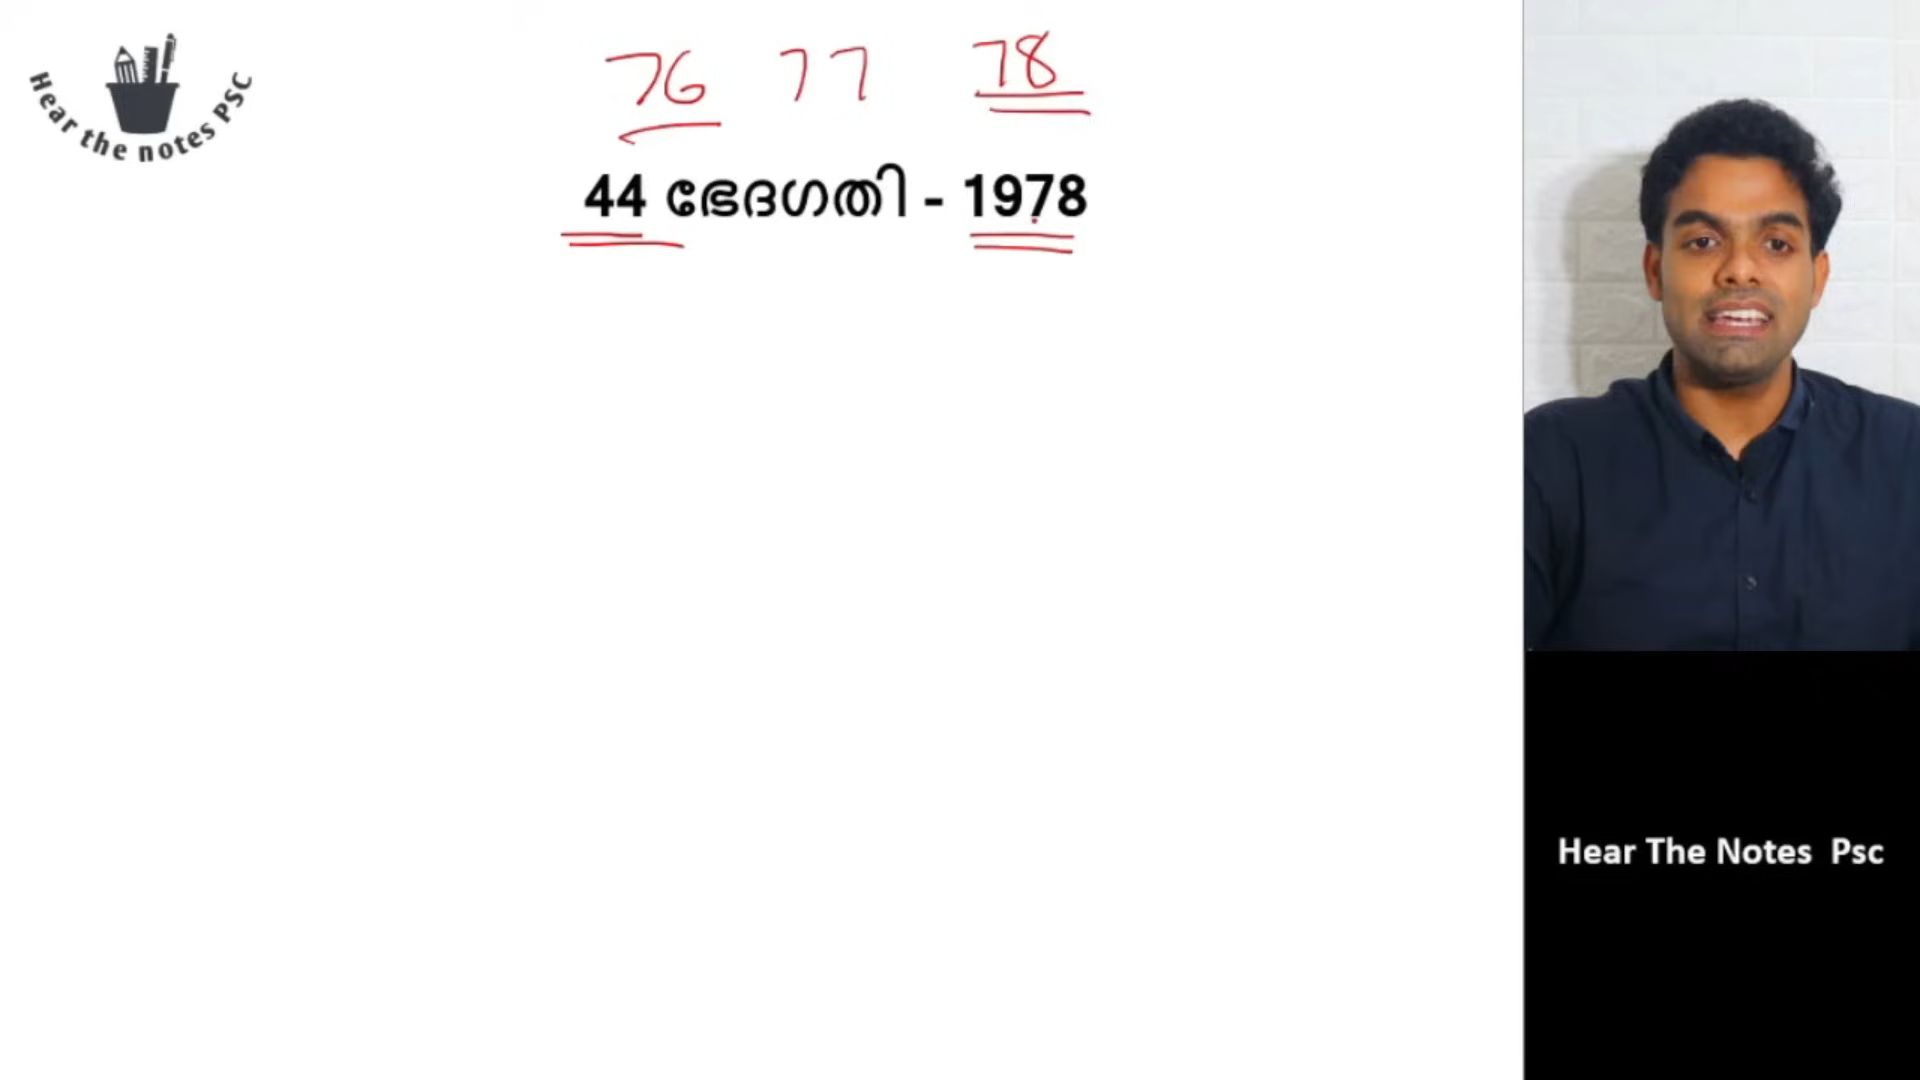 Hear the notes PSC
76 77 78
44 ഭേദഗതി - 1978
Hear The Notes Psc